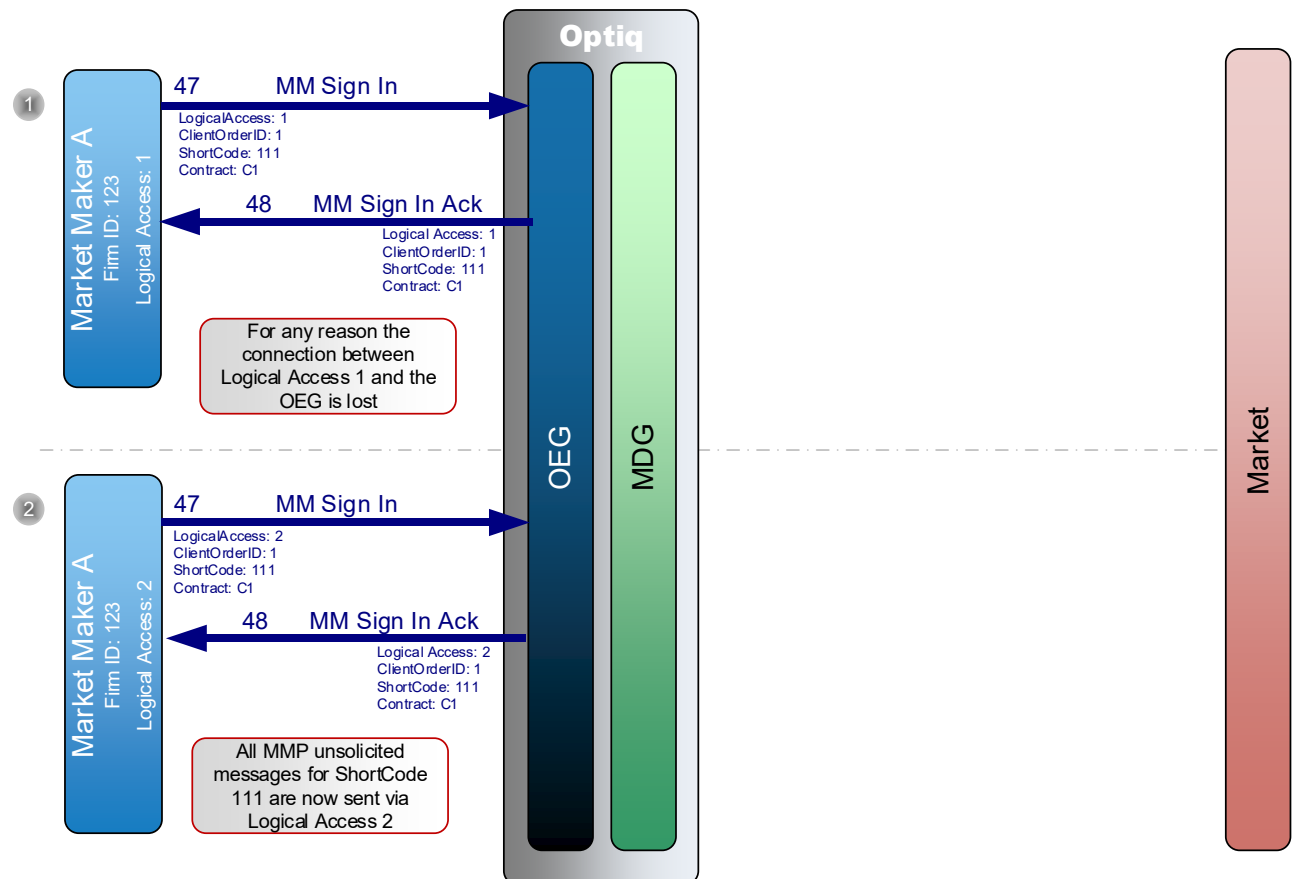 Optiq
1
Market Maker A
Firm ID: 123
Logical Access: 1
47 MM Sign In
LogicalAccess: 1
ClientOrderID: 1
ShortCode: 111
Contract: C1
48 MM Sign In Ack
Logical Access: 1
ClientOrderID: 1
ShortCode: 111
Contract: C1
For any reason the
connection between
Logical Access 1 and the
OEG is lost
OEG
MDG
Market
2
Market Maker A
Firm ID: 123
Logical Access: 2
47 MM Sign In
LogicalAccess: 2
ClientOrderID: 1
ShortCode: 111
Contract: C1
48 MM Sign In Ack
Logical Access: 2
ClientOrderID: 1
ShortCode: 111
Contract: C1
All MMP unsolicited
messages for ShortCode
111 are now sent via
Logical Access 2